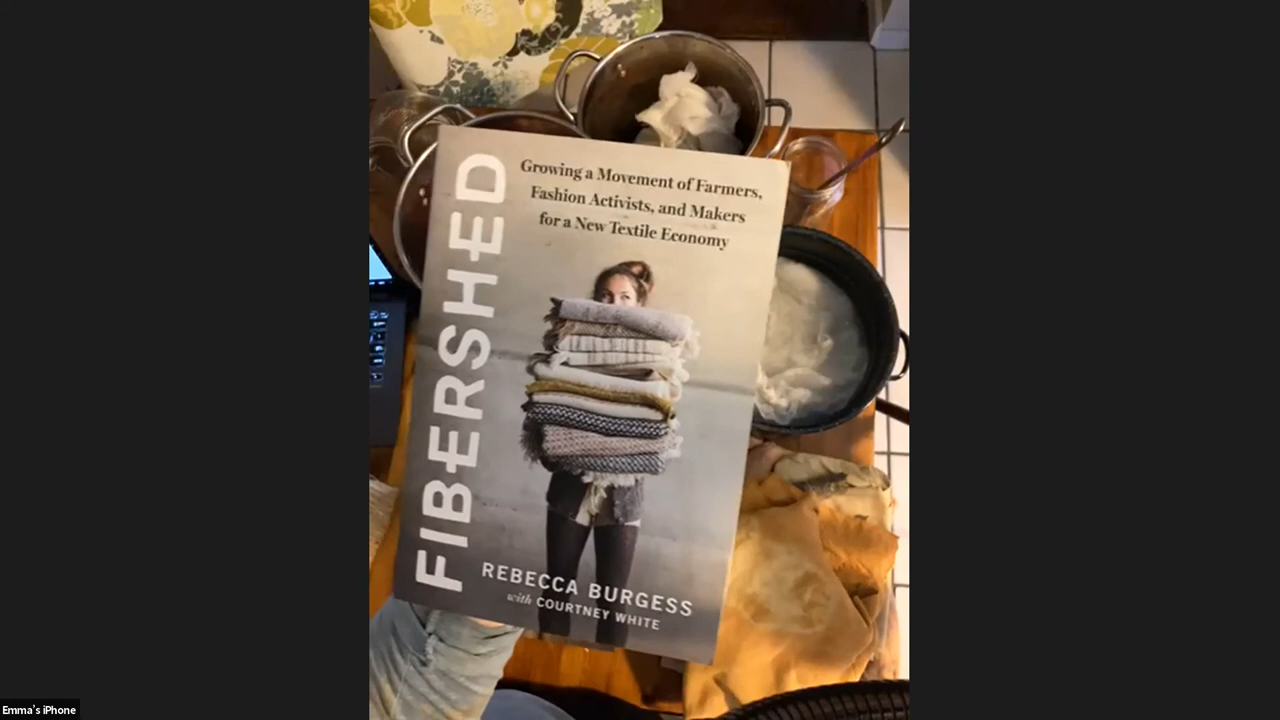 Growing a Movement of Farmers,
Fashion Activists, and Makers
for a New Textile Economy
FIBERSHED
REBECCA BURGESS
with COURTNEY WHITE
Emma's iPhone